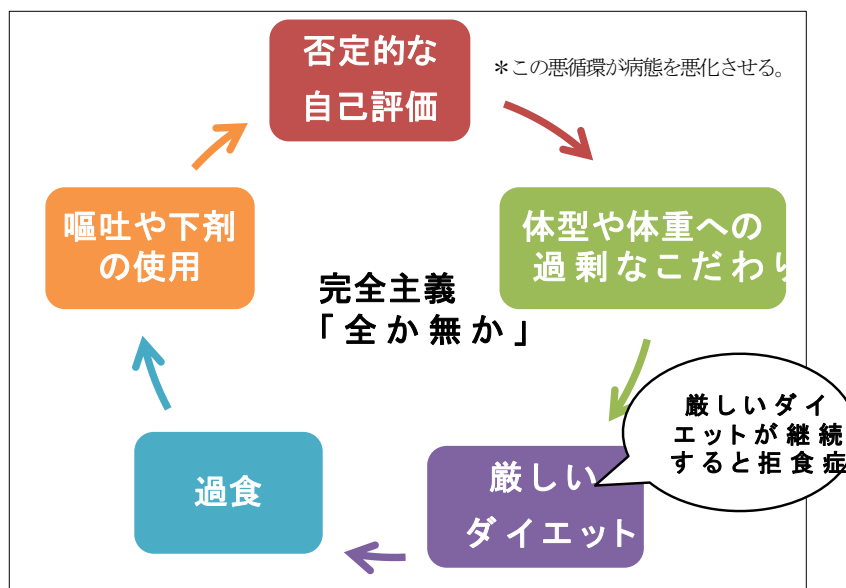 否定的な
自己評価
＊この悪循環が病態を悪化させる。
嘔吐や下剤
の使用
体型や体重への
過剰なこだわり
完全主義
「全か無か」
厳しいダイ
エットが継続
すると拒食症
過食
厳しい
ダイエット